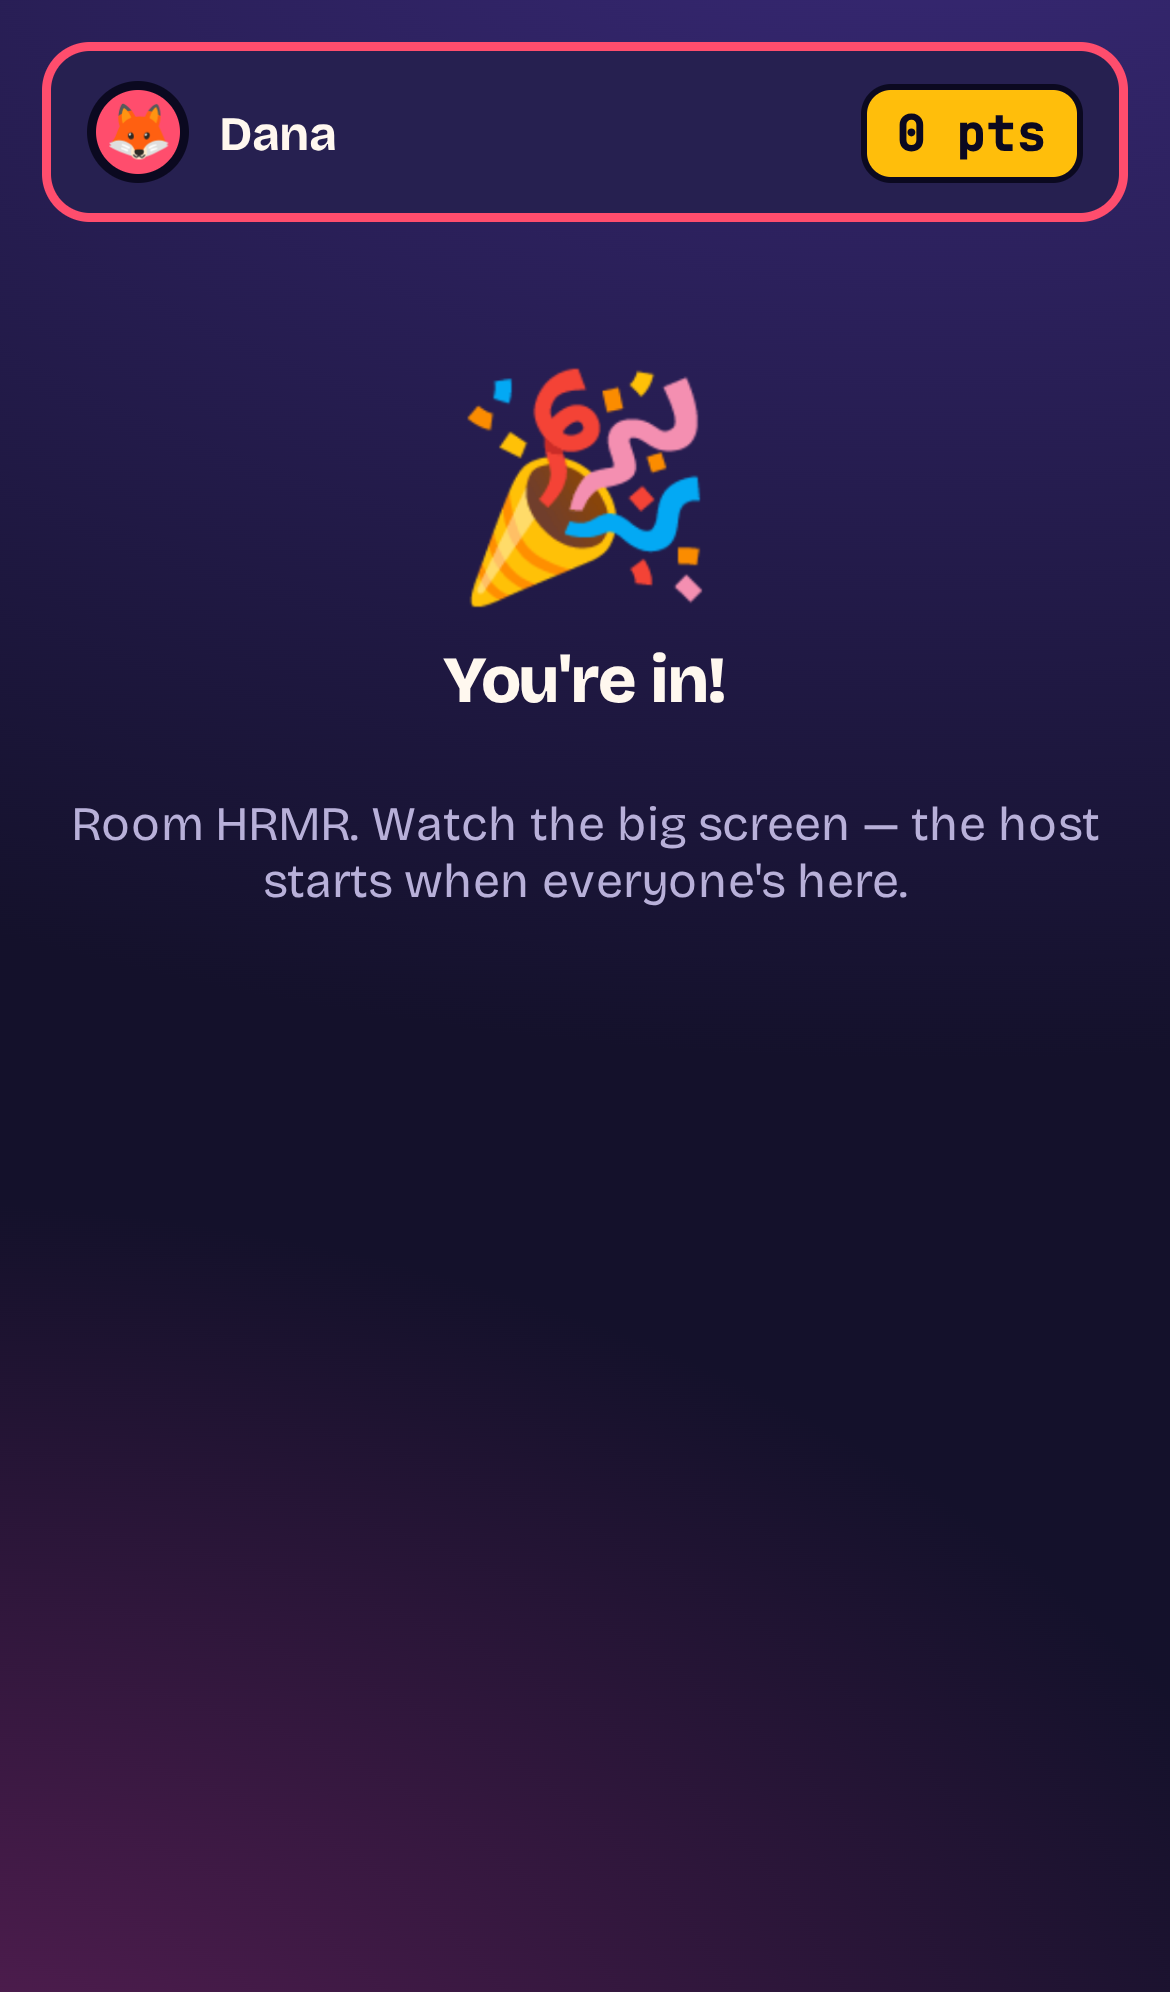 Dana
0 pts
You're in!
Room HRMR. Watch the big screen — the host
starts when everyone's here.